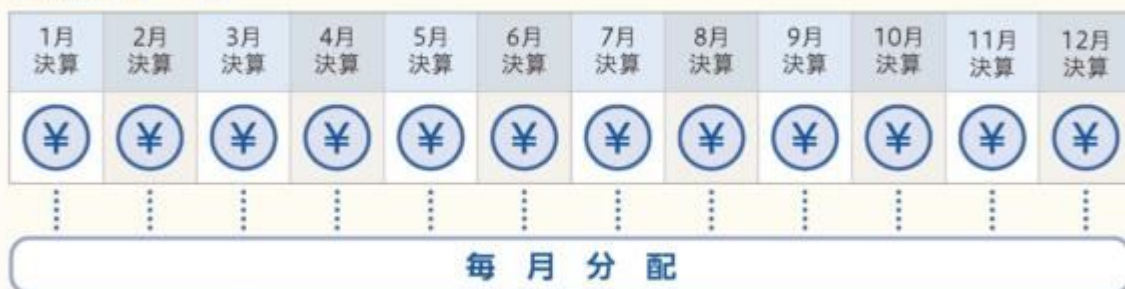 1月 2月 3月 4月 5月 6月 7月 8月 9月 10月 11月 12月
決算 決算 決算 決算 決算 決算 決算 決算 決算 決算 決算 決算
¥ ¥ ¥ ¥ ¥ ¥ ¥ ¥ ¥ ¥ ¥ ¥
毎月分配